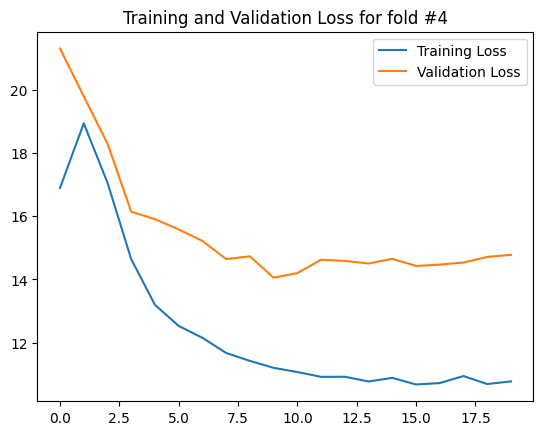 Training and Validation Loss for fold #4
Training Loss
Validation Loss
20
18
16
14
12
0.0 2.5 5.0 7.5 10.0 12.5 15.0 17.5